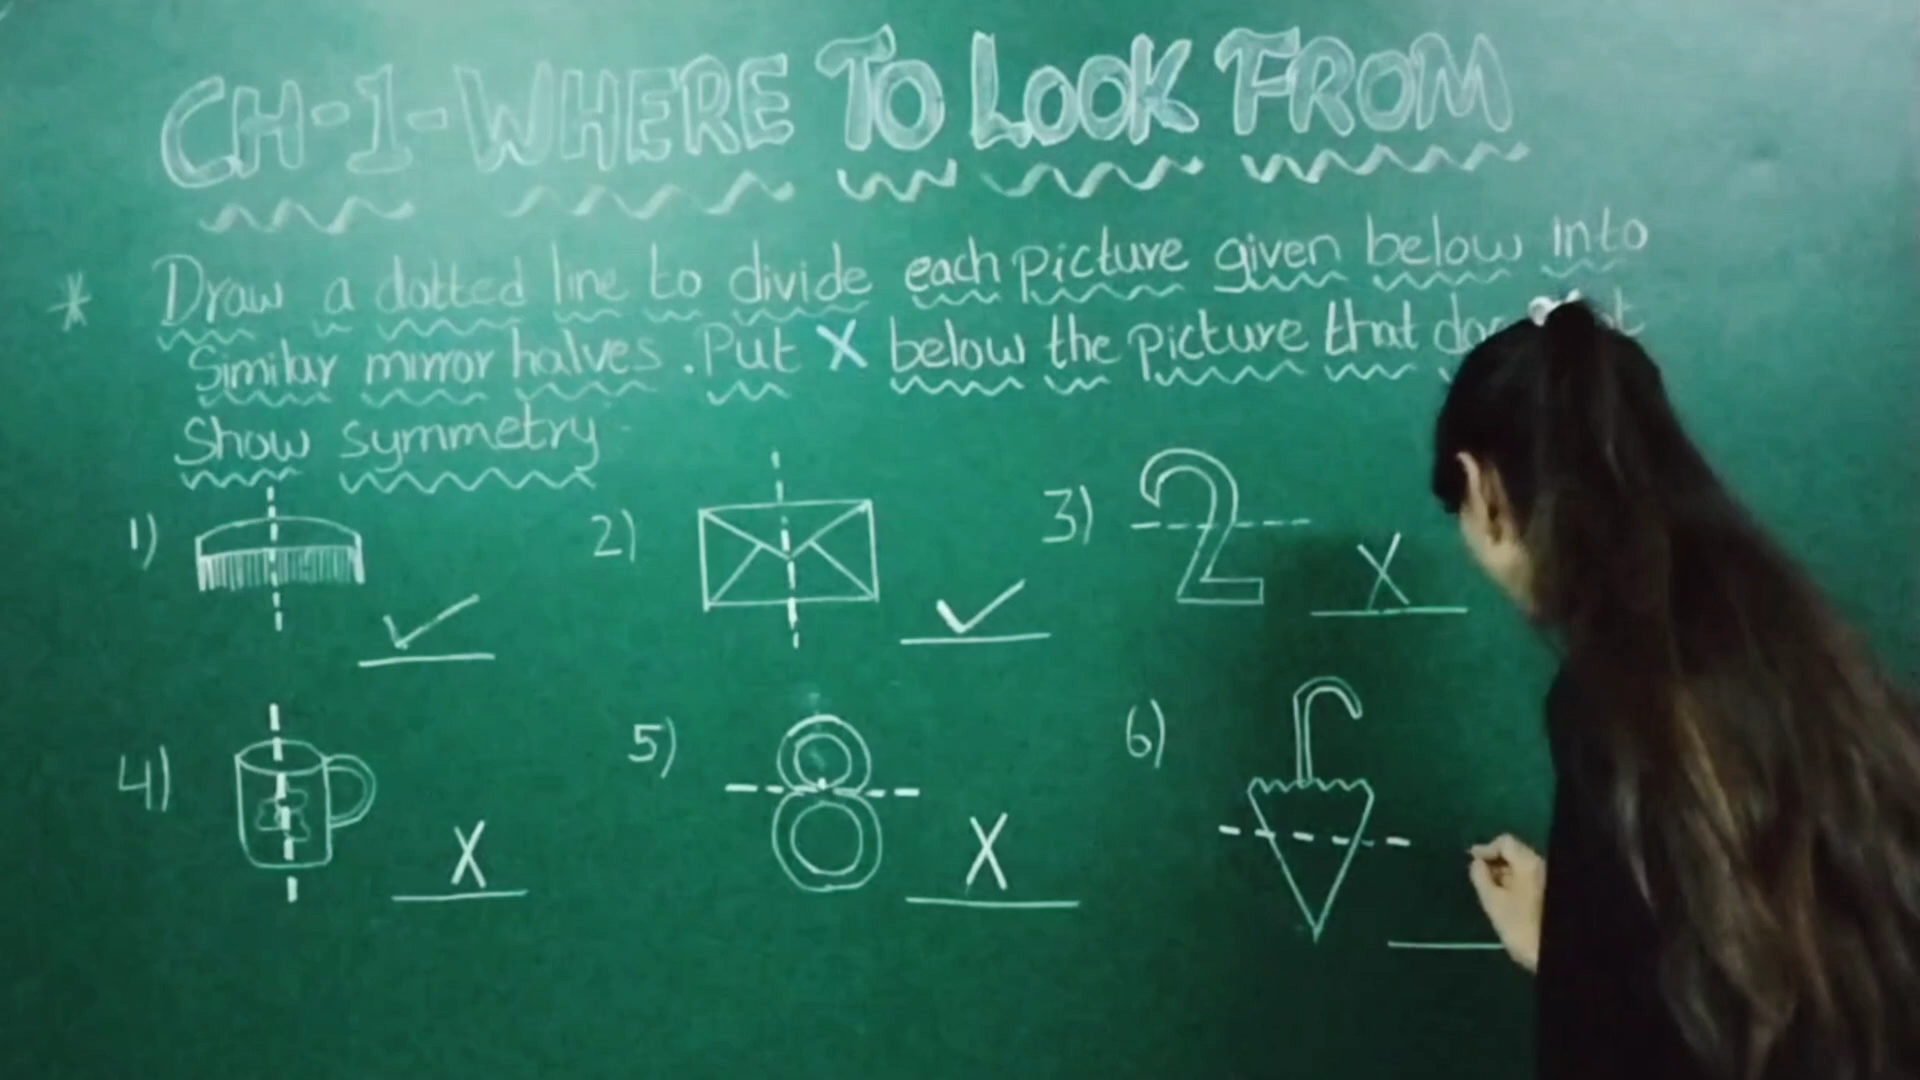 CH-1-WHERE TO LOOK FROM
* Draw a dotted line to divide each picture given below into
Similar mirror halves. Put X below the picture that
Show symmetry.
1) ✓
2) ✓
3) 2 X
4) X
5) 8 X
6)